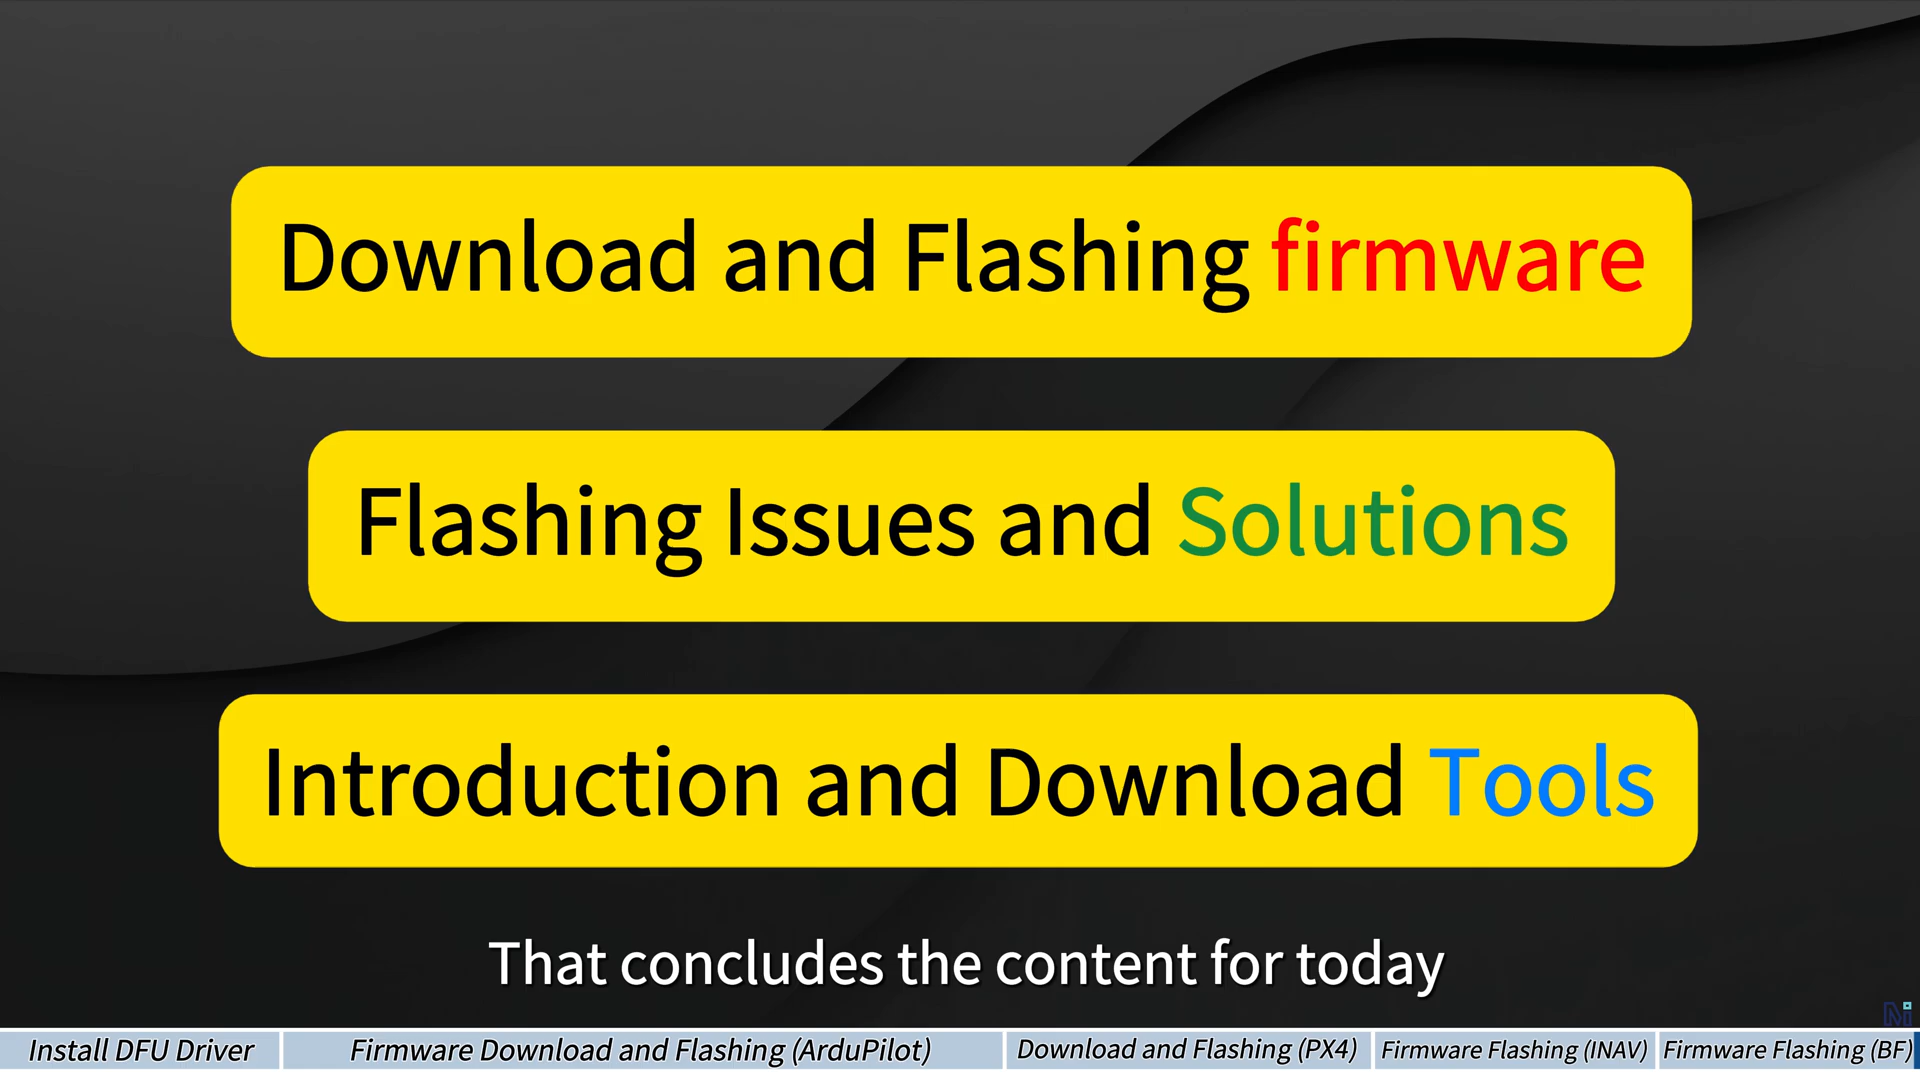 Download and Flashing firmware
Flashing Issues and Solutions
Introduction and Download Tools
That concludes the content for today
Install DFU Driver
Firmware Download and Flashing (ArduPilot)
Download and Flashing (PX4)
Firmware Flashing (INAV)
Firmware Flashing (BF)